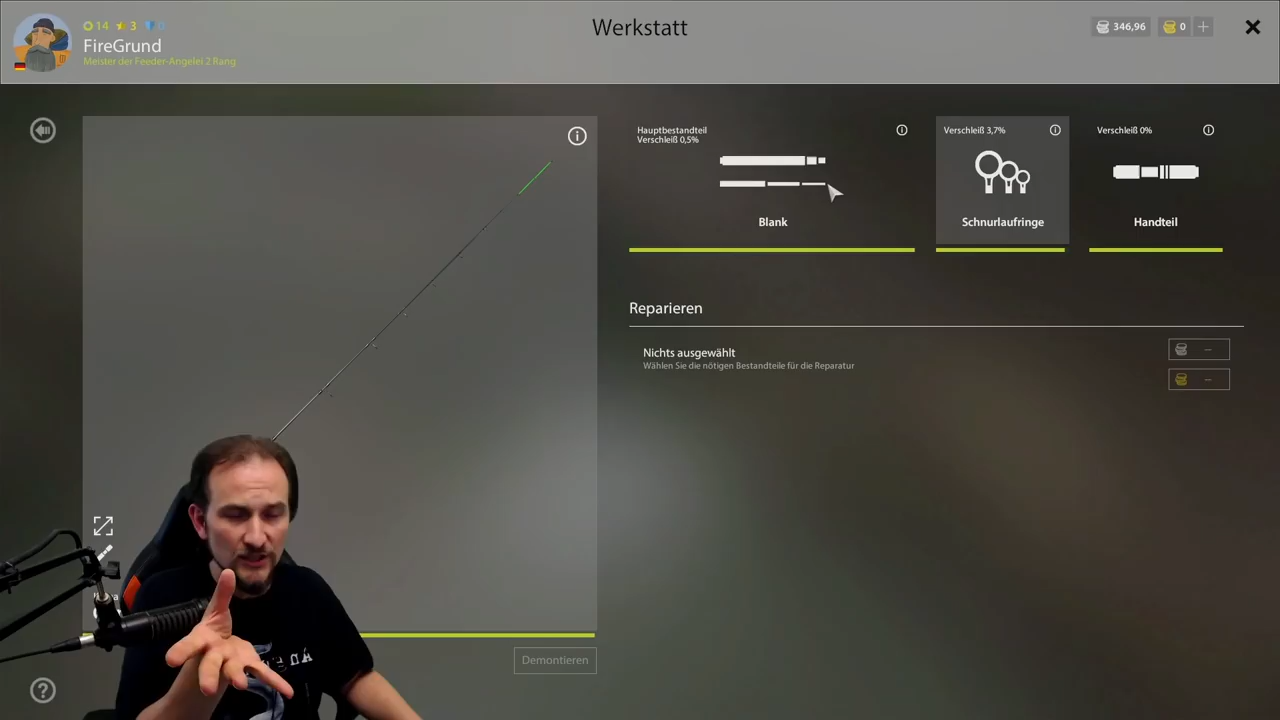 14 3 0
FireGrund
Meister der Feeder-Angelei 2 Rang
Werkstatt
346,96
0
Hauptbestandteil
Verschleiß 0,5%
Blank
Verschleiß 3,7%
Schnurlaufringe
Verschleiß 0%
Handteil
Reparieren
Nichts ausgewählt
Wählen Sie die nötigen Bestandteile für die Reparatur
Demontieren